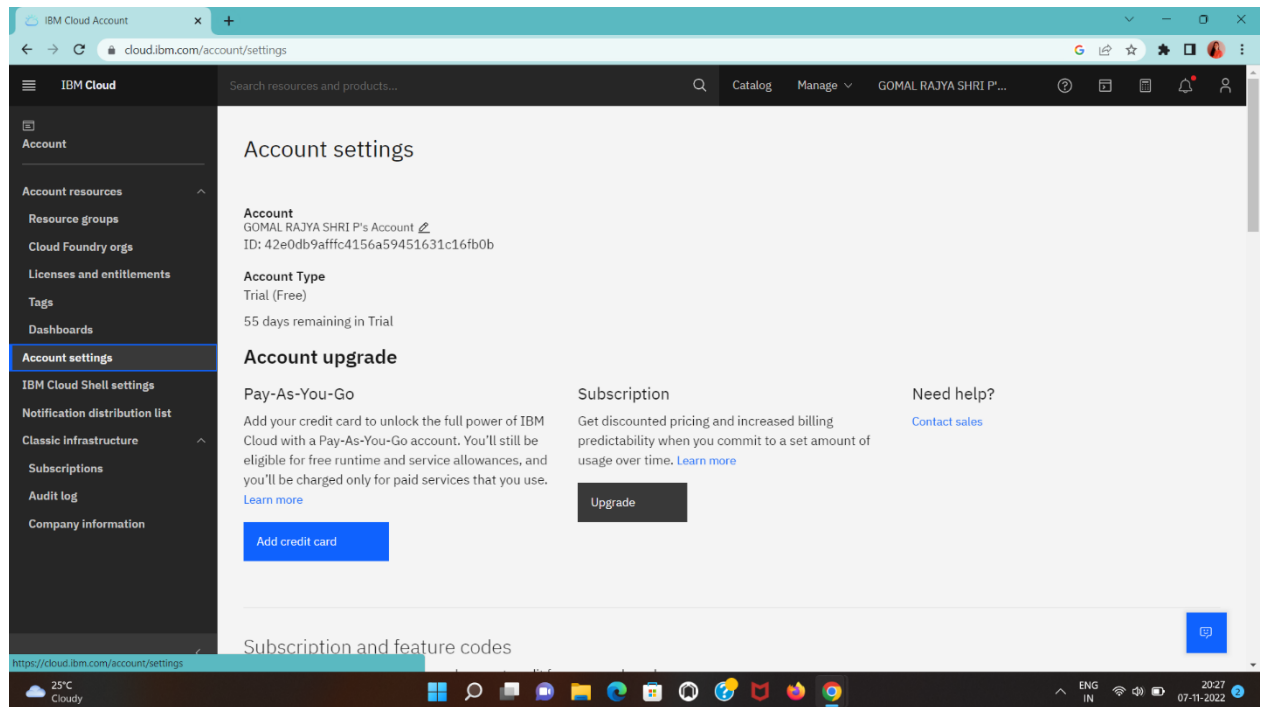 IBM Cloud Account
cloud.ibm.com/account/settings
IBM Cloud
Search resources and products...
Catalog
Manage
GOMAL RAJYA SHRI P'...
Account
Account resources
Resource groups
Cloud Foundry orgs
Licenses and entitlements
Tags
Dashboards
Account settings
IBM Cloud Shell settings
Notification distribution list
Classic infrastructure
Subscriptions
Audit log
Company information
Account settings
Account
GOMAL RAJYA SHRI P's Account
ID: 42e0db9afffc4156a59451631c16fb0b
Account Type
Trial (Free)
55 days remaining in Trial
Account upgrade
Pay-As-You-Go
Add your credit card to unlock the full power of IBM
Cloud with a Pay-As-You-Go account. You'll still be
eligible for free runtime and service allowances, and
you'll be charged only for paid services that you use.
Learn more
Add credit card
Subscription
Get discounted pricing and increased billing
predictability when you commit to a set amount of
usage over time. Learn more
Upgrade
Need help?
Contact sales
Subscription and feature codes
https://cloud.ibm.com/account/settings
25°C
Cloudy
ENG
IN
20:27
07-11-2022
2